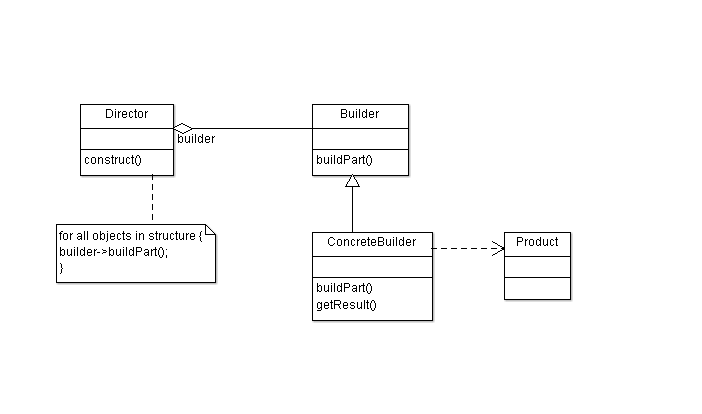 Director
builder
construct()
for all objects in structure {
builder->buildPart();
}
Builder
buildPart()
ConcreteBuilder
buildPart()
getResult()
Product